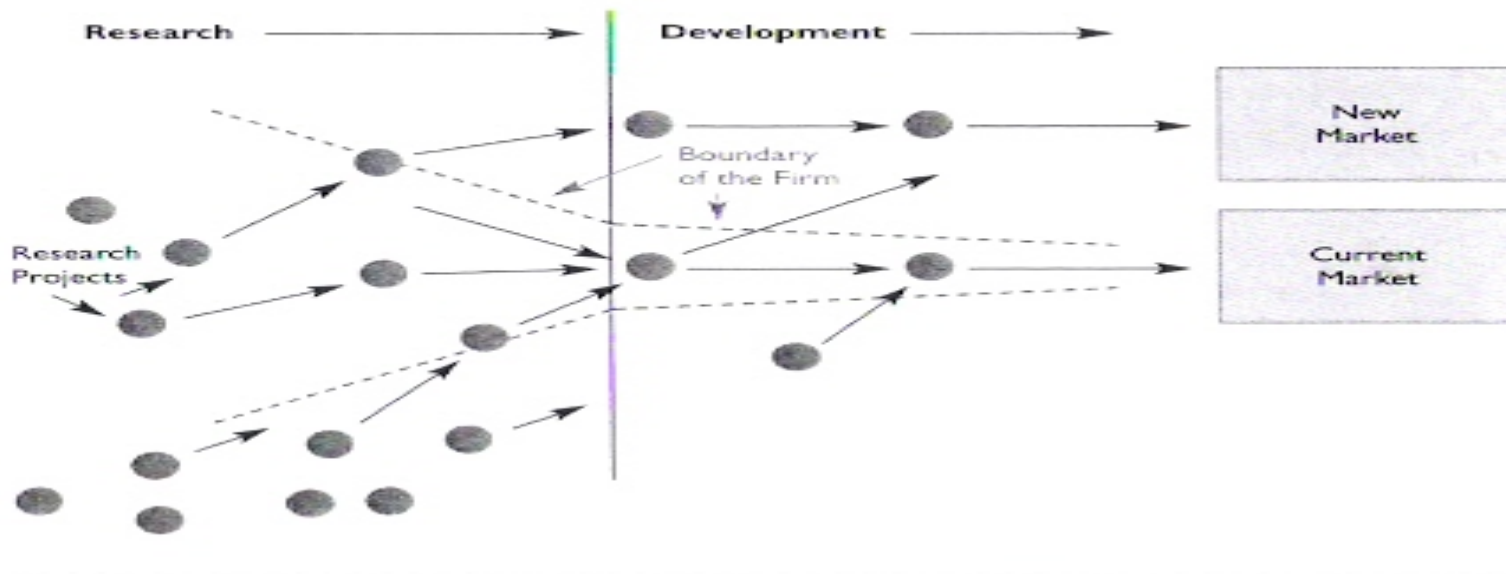 Research
Development
New
Market
Boundary
of the Firm
Research
Projects
Current
Market